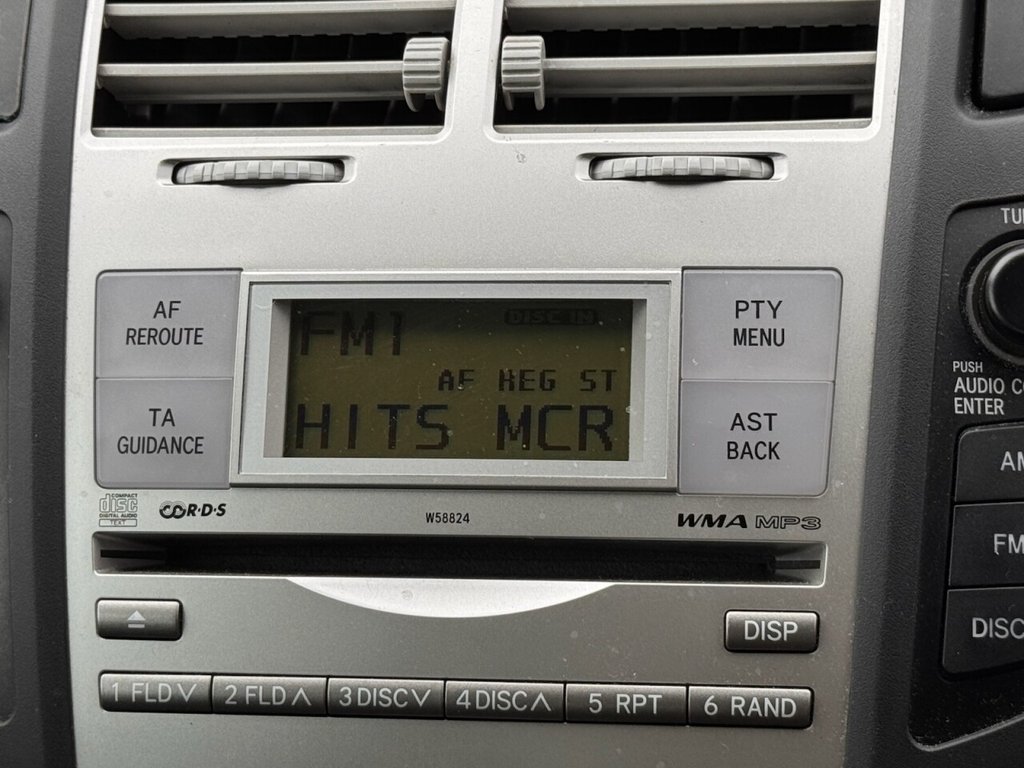 AF
REROUTE
TA
GUIDANCE
FM1
DISC IN
AF REG ST
HITS MCR
PTY
MENU
AST
BACK
COMPACT
disc
DIGITAL AUDIO
TEXT
R·D·S
W58824
WMA MP3
DISP
1 FLD∨
2 FLD∧
3 DISC∨
4 DISC∧
5 RPT
6 RAND
PUSH
AUDIO
ENTER
FM
DISC